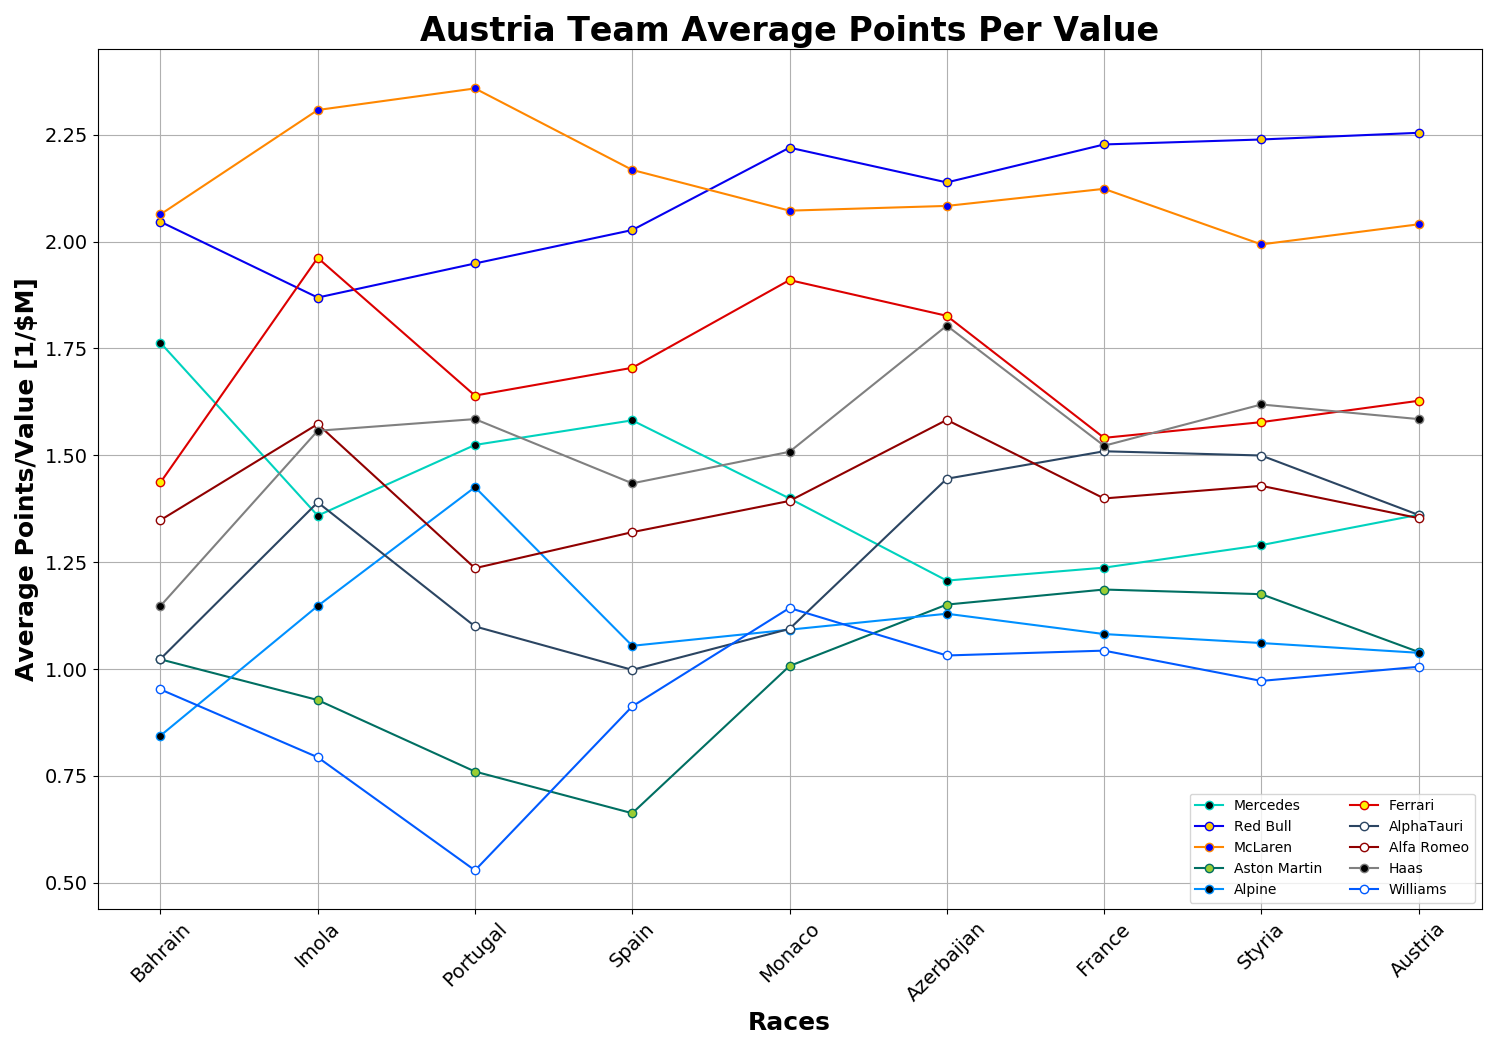 Austria Team Average Points Per Value
Average Points/Value [1/$M]
2.25
2.00
1.75
1.50
1.25
1.00
0.75
0.50
Mercedes
Red Bull
McLaren
Aston Martin
Alpine
Ferrari
AlphaTauri
Alfa Romeo
Haas
Williams
Bahrain
Imola
Portugal
Spain
Monaco
Azerbaijan
France
Styria
Austria
Races